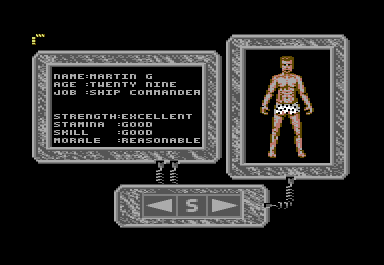 NAME:MARTIN G
AGE :TWENTY NINE
JOB :SHIP COMMANDER
STRENGTH:EXCELLENT
STAMINA :GOOD
SKILL   :GOOD
MORALE  :REASONABLE
S